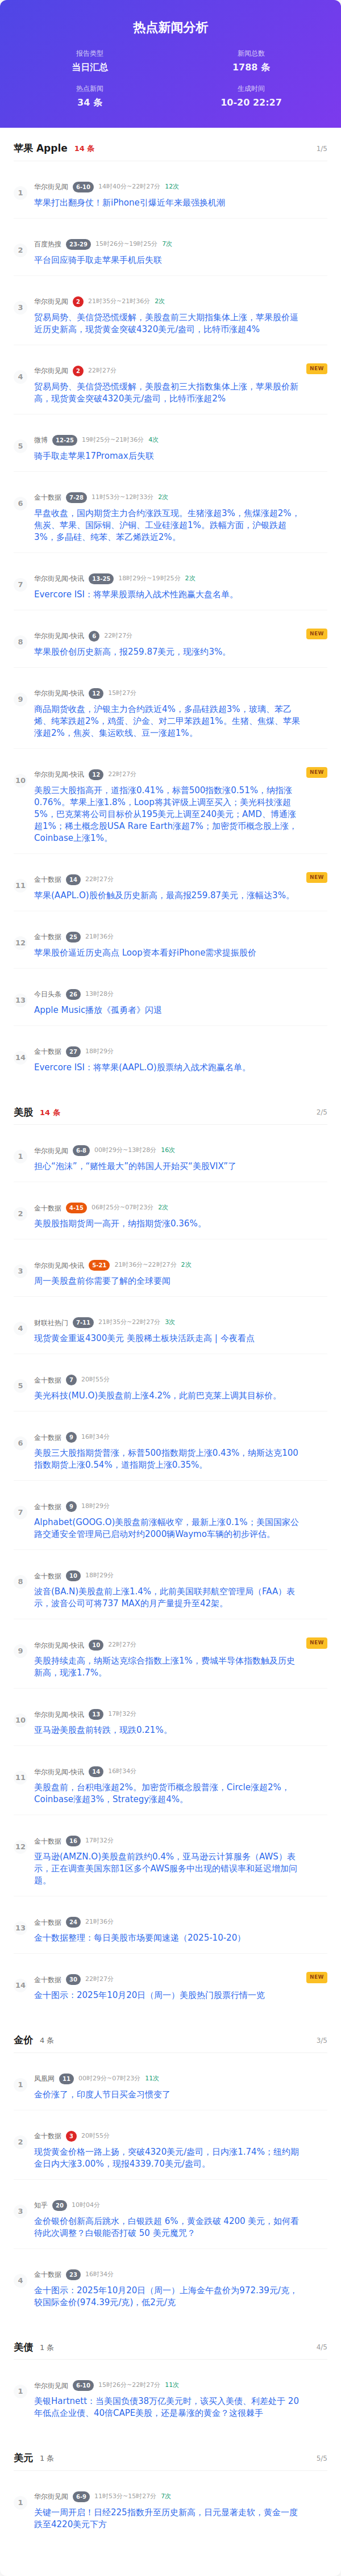 热点新闻分析
报告类型
当日汇总
新闻总数
1788 条
热点新闻
34 条
生成时间
10-20 22:27
苹果 Apple 14 条 1/5
1
华尔街见闻 6-10 14时40分~22时27分 12次
苹果打出翻身仗！新iPhone引爆近年来最强换机潮
2
百度热搜 23-29 15时26分~19时25分 7次
平台回应骑手取走苹果手机后失联
3
华尔街见闻 2 21时35分~21时36分 2次
贸易局势、美信贷恐慌缓解，美股盘前三大期指集体上涨，苹果股价逼
近历史新高，现货黄金突破4320美元/盎司，比特币涨超4%
4
华尔街见闻 2 22时27分
NEW
贸易局势、美信贷恐慌缓解，美股盘初三大指数集体上涨，苹果股价新
高，现货黄金突破4320美元/盎司，比特币涨超2%
5
微博 12-25 19时25分~21时36分 4次
骑手取走苹果17Promax后失联
6
金十数据 7-28 11时53分~12时33分 2次
早盘收盘，国内期货主力合约涨跌互现。生猪涨超3%，焦煤涨超2%，
焦炭、苹果、国际铜、沪铜、工业硅涨超1%。跌幅方面，沪银跌超
3%，多晶硅、纯苯、苯乙烯跌近2%。
7
华尔街见闻-快讯 13-25 18时29分~19时25分 2次
Evercore ISI：将苹果股票纳入战术性跑赢大盘名单。
8
华尔街见闻-快讯 6 22时27分
NEW
苹果股价创历史新高，报259.87美元，现涨约3%。
9
华尔街见闻-快讯 12 15时27分
商品期货收盘，沪银主力合约跌近4%，多晶硅跌超3%，玻璃、苯乙
烯、纯苯跌超2%，鸡蛋、沪金、对二甲苯跌超1%。生猪、焦煤、苹果
涨超2%，焦炭、集运欧线、豆一涨超1%。
10
华尔街见闻-快讯 12 22时27分
NEW
美股三大股指高开，道指涨0.41%，标普500指数涨0.51%，纳指涨
0.76%。苹果上涨1.8%，Loop将其评级上调至买入；美光科技涨超
5%，巴克莱将公司目标价从195美元上调至240美元；AMD、博通涨
超1%；稀土概念股USA Rare Earth涨超7%；加密货币概念股上涨，
Coinbase上涨1%。
11
金十数据 14 22时27分
NEW
苹果(AAPL.O)股价触及历史新高，最高报259.87美元，涨幅达3%。
12
金十数据 25 21时36分
苹果股价逼近历史高点 Loop资本看好iPhone需求提振股价
13
今日头条 26 13时28分
Apple Music播放《孤勇者》闪退
14
金十数据 27 18时29分
Evercore ISI：将苹果(AAPL.O)股票纳入战术跑赢名单。
美股 14 条 2/5
1
华尔街见闻 6-8 00时29分~13时28分 16次
担心“泡沫”，“赌性最大”的韩国人开始买“美股VIX”了
2
金十数据 4-15 06时25分~07时23分 2次
美股股指期货周一高开，纳指期货涨0.36%。
3
华尔街见闻-快讯 5-21 21时36分~22时27分 2次
周一美股盘前你需要了解的全球要闻
4
财联社热门 7-11 21时35分~22时27分 3次
现货黄金重返4300美元 美股稀土板块活跃走高 | 今夜看点
5
金十数据 7 20时55分
美光科技(MU.O)美股盘前上涨4.2%，此前巴克莱上调其目标价。
6
金十数据 9 16时34分
美股三大股指期货普涨，标普500指数期货上涨0.43%，纳斯达克100
指数期货上涨0.54%，道指期货上涨0.35%。
7
金十数据 9 18时29分
Alphabet(GOOG.O)美股盘前涨幅收窄，最新上涨0.1%；美国国家公
路交通安全管理局已启动对约2000辆Waymo车辆的初步评估。
8
金十数据 10 18时29分
波音(BA.N)美股盘前上涨1.4%，此前美国联邦航空管理局（FAA）表
示，波音公司可将737 MAX的月产量提升至42架。
9
华尔街见闻-快讯 10 22时27分
NEW
美股持续走高，纳斯达克综合指数上涨1%，费城半导体指数触及历史
新高，现涨1.7%。
10
华尔街见闻-快讯 13 17时32分
亚马逊美股盘前转跌，现跌0.21%。
11
华尔街见闻-快讯 14 16时34分
美股盘前，台积电涨超2%。加密货币概念股普涨，Circle涨超2%，
Coinbase涨超3%，Strategy涨超4%。
12
金十数据 16 17时32分
亚马逊(AMZN.O)美股盘前跌约0.4%，亚马逊云计算服务（AWS）表
示，正在调查美国东部1区多个AWS服务中出现的错误率和延迟增加问
题。
13
金十数据 24 21时36分
金十数据整理：每日美股市场要闻速递（2025-10-20）
14
金十数据 30 22时27分
NEW
金十图示：2025年10月20日（周一）美股热门股票行情一览
金价 4 条 3/5
1
凤凰网 11 00时29分~07时23分 11次
金价涨了，印度人节日买金习惯变了
2
金十数据 3 20时55分
现货黄金价格一路上扬，突破4320美元/盎司，日内涨1.74%；纽约期
金日内大涨3.00%，现报4339.70美元/盎司。
3
知乎 20 10时04分
金价银价创新高后跳水，白银跌超 6%，黄金跌破 4200 美元，如何看
待此次调整？白银能否打破 50 美元魔咒？
4
金十数据 23 16时34分
金十图示：2025年10月20日（周一）上海金午盘价为972.39元/克，
较国际金价(974.39元/克)，低2元/克
美债 1 条 4/5
1
华尔街见闻 6-10 15时26分~22时27分 11次
美银Hartnett：当美国负债38万亿美元时，该买入美债、利差处于 20
年低点企业债、40倍CAPE美股，还是暴涨的黄金？这很棘手
美元 1 条 5/5
1
华尔街见闻 6-9 11时53分~15时27分 7次
关键一周开启！日经225指数升至历史新高，日元显著走软，黄金一度
跌至4220美元下方